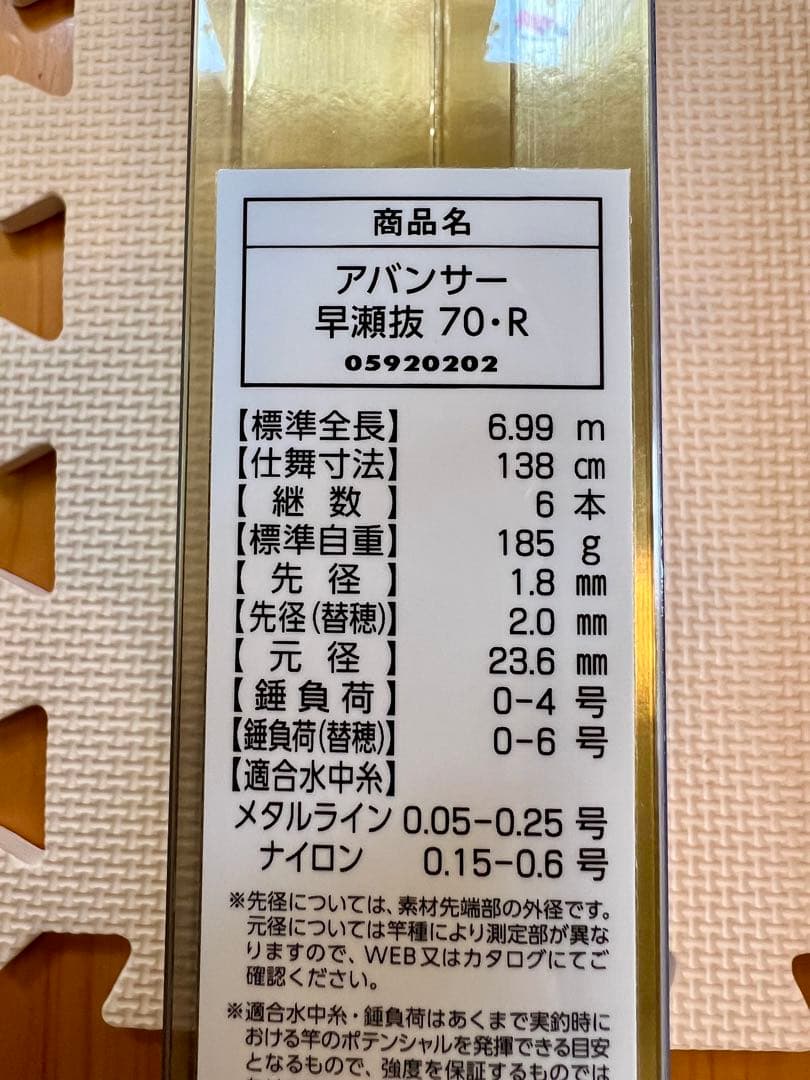 商品名
アバンサー
早瀬抜 70・R
05920202
【標準全長】 6.99 m
【仕舞寸法】 138 cm
【継数】 6 本
【標準自重】 185 g
【先径】 1.8 mm
【先径(替穂)】 2.0 mm
【元径】 23.6 mm
【錘負荷】 0-4 号
【錘負荷(替穂)】 0-6 号
【適合水中糸】
メタルライン 0.05-0.25 号
ナイロン 0.15-0.6 号
※先径については、素材先端部の外径です。
元径については竿種により測定部が異な
りますので、WEB又はカタログにてご
確認ください。
※適合水中糸・錘負荷はあくまで実釣時に
おける竿のポテンシャルを発揮できる目安
となるもので、強度を保証するものでは